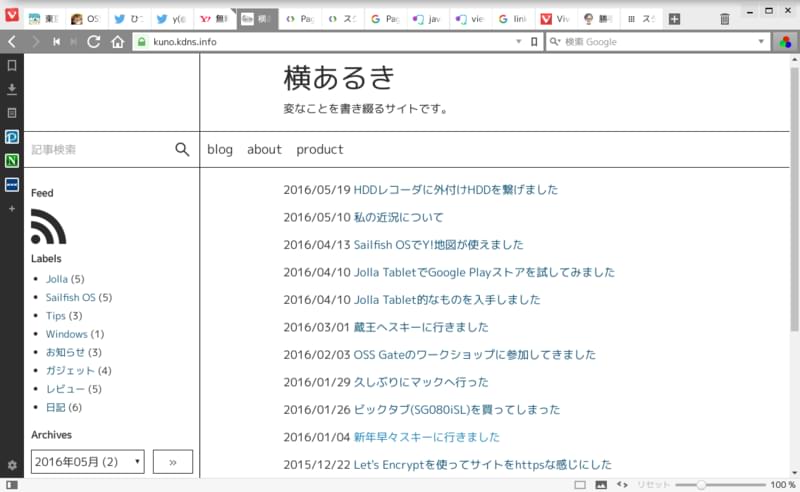 東
OS
ひ
y(
無
横
Pag
ス
Pag
jav
vie
link
Viv
勝
ス
kuno.kdns.info
検索 Google
横あるき
変なことを書き綴るサイトです。
記事検索
blog about product
Feed
Labels
Jolla (5)
Sailfish OS (5)
Tips (3)
Windows (1)
お知らせ (3)
ガジェット (4)
レビュー (5)
日記 (6)
Archives
2016年05月 (2)
»
2016/05/19 HDDレコーダに外付けHDDを繋げました
2016/05/10 私の近況について
2016/04/13 Sailfish OSでY!地図が使えました
2016/04/10 Jolla TabletでGoogle Playストアを試してみました
2016/04/10 Jolla Tablet的なものを入手しました
2016/03/01 蔵王へスキーに行きました
2016/02/03 OSS Gateのワークショップに参加してきました
2016/01/29 久しぶりにマックへ行った
2016/01/26 ビックタブ(SG080iSL)を買ってしまった
2016/01/04 新年早々スキーに行きました
2015/12/22 Let's Encryptを使ってサイトをhttpsな感じにした
リセット
100 %